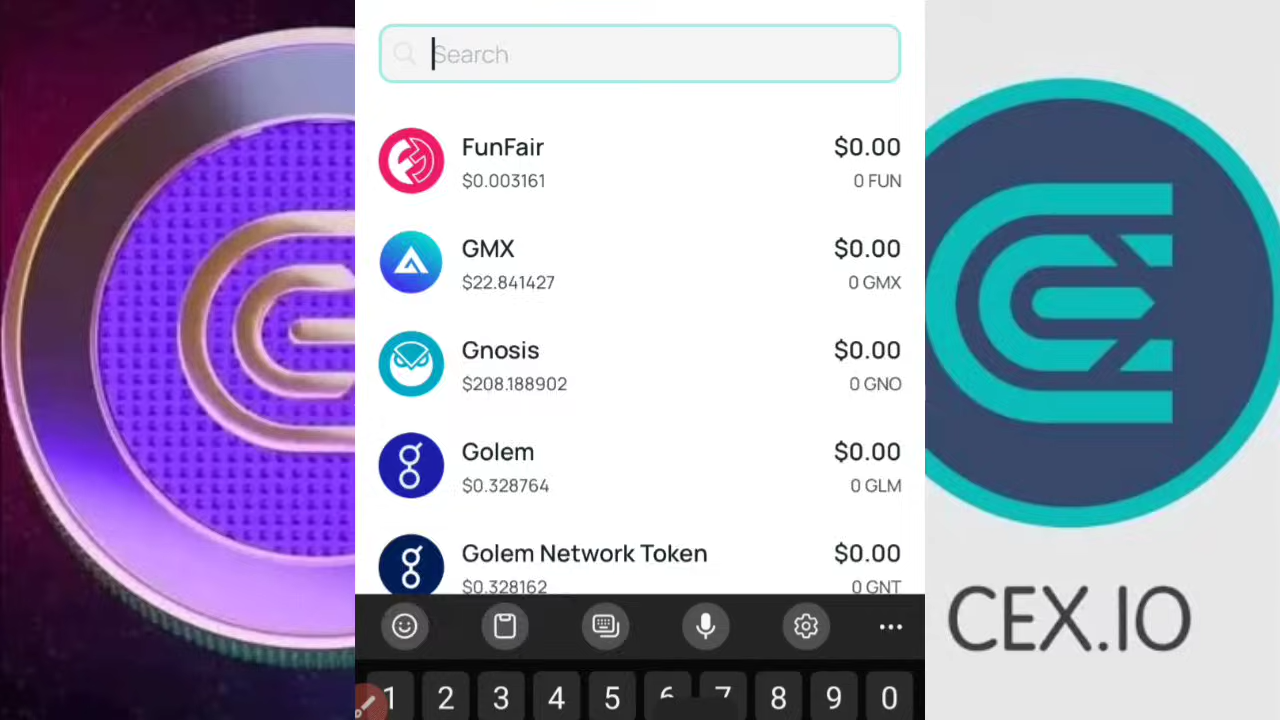 Search
FunFair
$0.00
$0.003161
0 FUN
GMX
$0.00
$22.841427
0 GMX
Gnosis
$0.00
$208.188902
0 GNO
Golem
$0.00
$0.328764
0 GLM
Golem Network Token
$0.00
$0.328162
0 GNT
1 2 3 4 5 6 7 8 9 0
CEX.IO